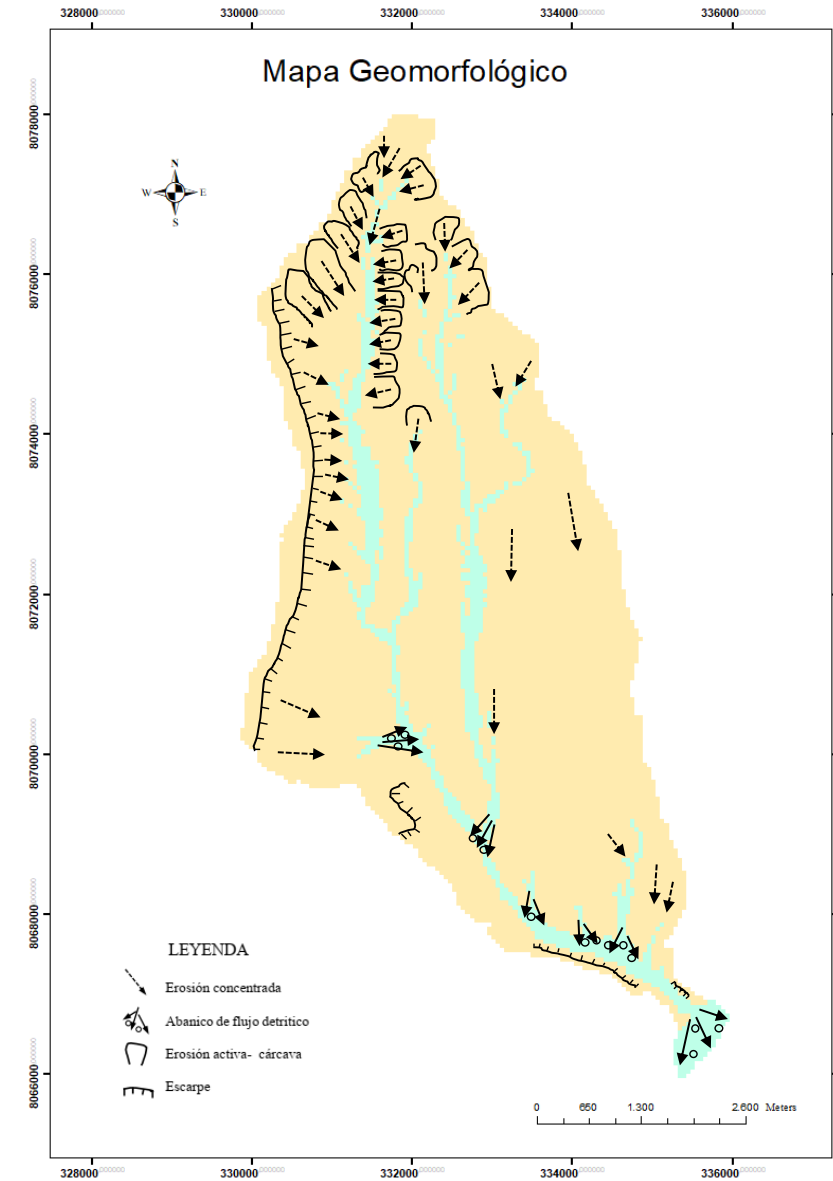 328000 330000 332000 334000 336000
Mapa Geomorfológico
N
W E
S
8078000
8076000
8074000
8072000
8070000
8068000
8066000
LEYENDA
Erosión concentrada
Abanico de flujo detritico
Erosión activa- cárcava
Escarpe
0 650 1.300 2.600 Meters
328000 330000 332000 334000 336000